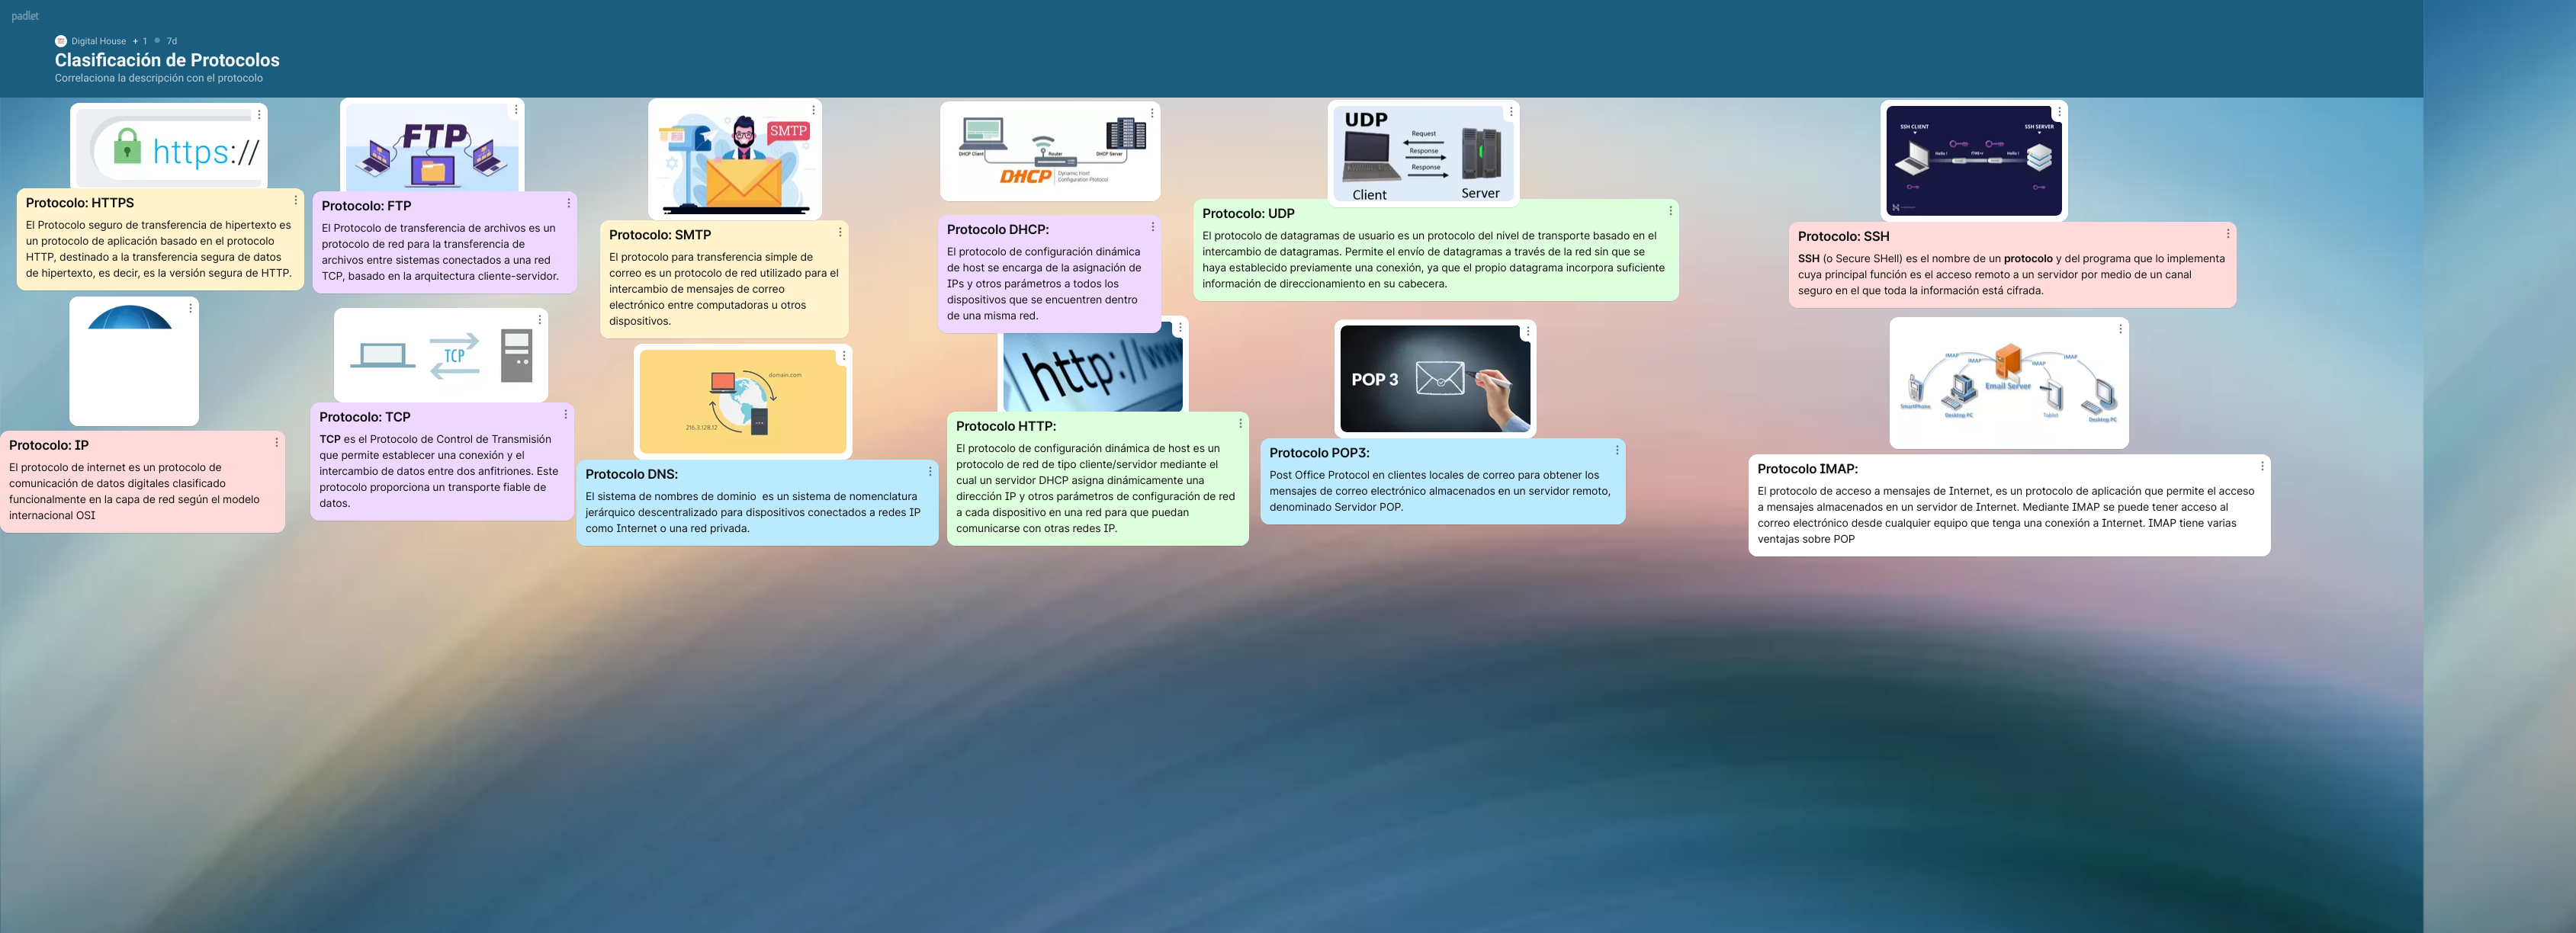 padlet
Digital House + 1 7d
Clasificación de Protocolos
Correlaciona la descripción con el protocolo
https://
Protocolo: HTTPS
El Protocolo seguro de transferencia de hipertexto es
un protocolo de aplicación basado en el protocolo
HTTP, destinado a la transferencia segura de datos
de hipertexto, es decir, es la versión segura de HTTP.
FTP
Protocolo: FTP
El Protocolo de transferencia de archivos es un
protocolo de red para la transferencia de
archivos entre sistemas conectados a una red
TCP, basado en la arquitectura cliente-servidor.
SMTP
Protocolo: SMTP
El protocolo para transferencia simple de
correo es un protocolo de red utilizado para el
intercambio de mensajes de correo
electrónico entre computadoras u otros
dispositivos.
DHCP Client
Router
DHCP Server
DHCP
Dynamic Host
Configuration Protocol
Protocolo DHCP:
El protocolo de configuración dinámica
de host se encarga de la asignación de
IPs y otros parámetros a todos los
dispositivos que se encuentren dentro
de una misma red.
UDP
Request
Response
Response
Client
Server
Protocolo: UDP
El protocolo de datagramas de usuario es un protocolo del nivel de transporte basado en el
intercambio de datagramas. Permite el envío de datagramas a través de la red sin que se
haya establecido previamente una conexión, ya que el propio datagrama incorpora suficiente
información de direccionamiento en su cabecera.
SSH CLIENT
SSH SERVER
Hello !
Hello !
Protocolo: SSH
SSH (o Secure SHell) es el nombre de un protocolo y del programa que lo implementa
cuya principal función es el acceso remoto a un servidor por medio de un canal
seguro en el que toda la información está cifrada.
Protocolo: IP
El protocolo de internet es un protocolo de
comunicación de datos digitales clasificado
funcionalmente en la capa de red según el modelo
internacional OSI
TCP
Protocolo: TCP
TCP es el Protocolo de Control de Transmisión
que permite establecer una conexión y el
intercambio de datos entre dos anfitriones. Este
protocolo proporciona un transporte fiable de
datos.
domain.com
216.3.128.12
Protocolo DNS:
El sistema de nombres de dominio es un sistema de nomenclatura
jerárquico descentralizado para dispositivos conectados a redes IP
como Internet o una red privada.
http://www
Protocolo HTTP:
El protocolo de configuración dinámica de host es un
protocolo de red de tipo cliente/servidor mediante el
cual un servidor DHCP asigna dinámicamente una
dirección IP y otros parámetros de configuración de red
a cada dispositivo en una red para que puedan
comunicarse con otras redes IP.
POP 3
Protocolo POP3:
Post Office Protocol en clientes locales de correo para obtener los
mensajes de correo electrónico almacenados en un servidor remoto,
denominado Servidor POP.
IMAP
IMAP
IMAP
IMAP
Email Server
SmartPhone
Desktop PC
Tablet
Desktop PC
Protocolo IMAP:
El protocolo de acceso a mensajes de Internet, es un protocolo de aplicación que permite el acceso
a mensajes almacenados en un servidor de Internet. Mediante IMAP se puede tener acceso al
correo electrónico desde cualquier equipo que tenga una conexión a Internet. IMAP tiene varias
ventajas sobre POP